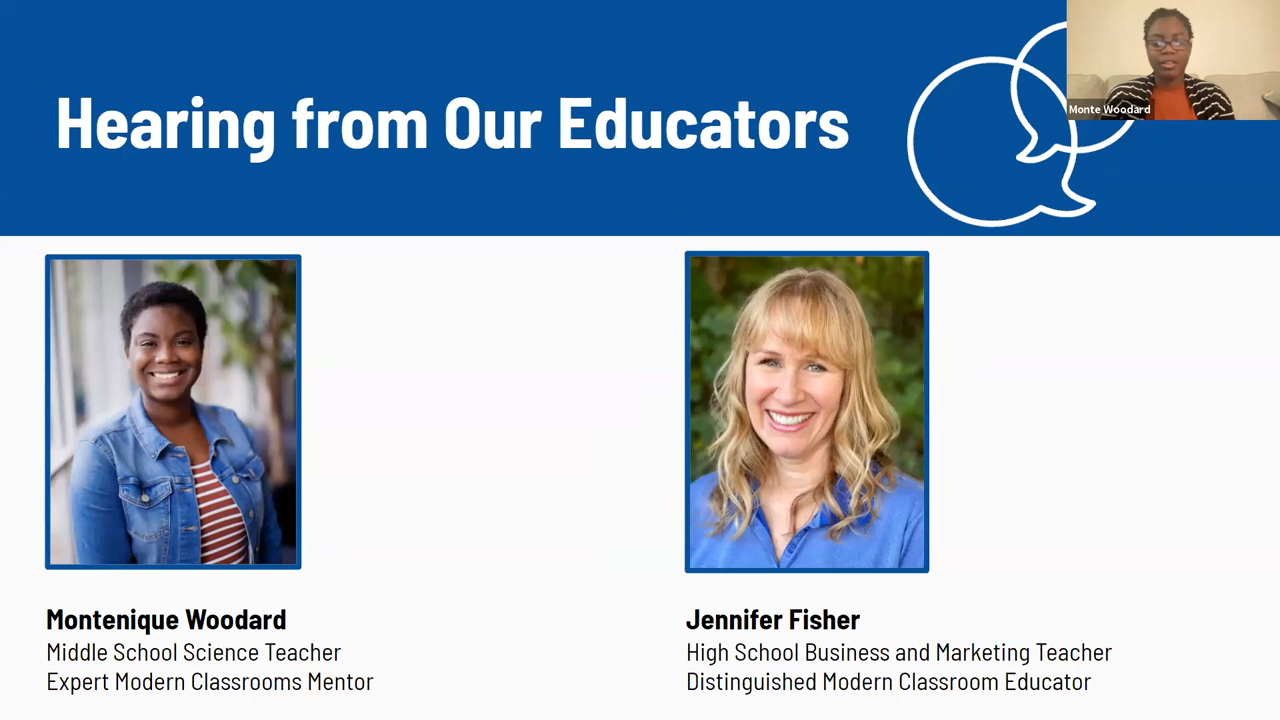 Hearing from Our Educators
Monte Woodard
Montenique Woodard
Middle School Science Teacher
Expert Modern Classrooms Mentor
Jennifer Fisher
High School Business and Marketing Teacher
Distinguished Modern Classroom Educator